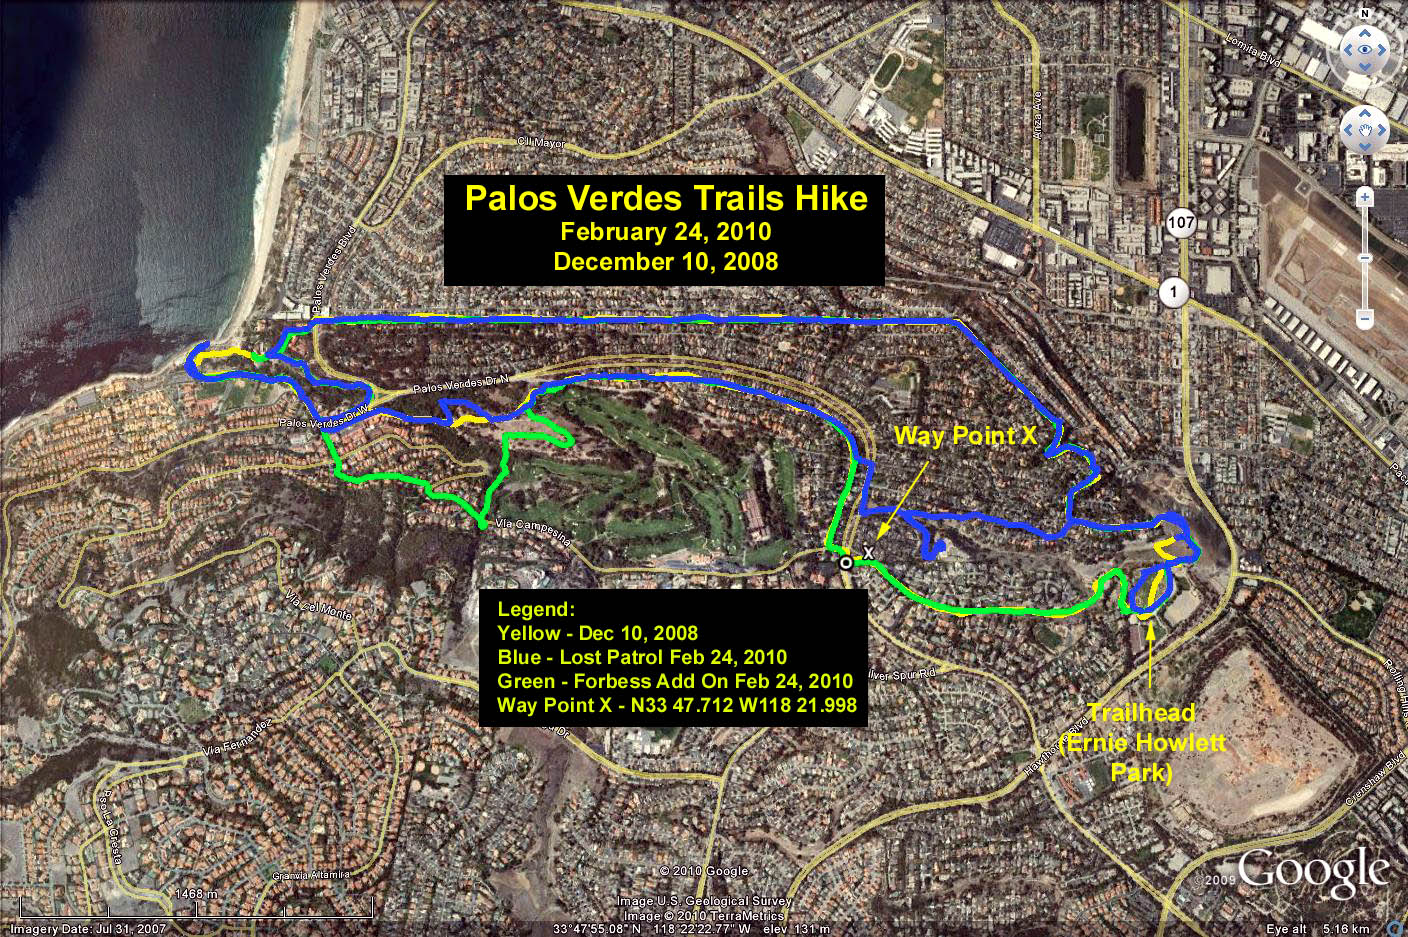 N
Lomita Blvd
Anza Ave
Cll Mayor
Palos Verdes Trails Hike
February 24, 2010
December 10, 2008
107
1
Palos Verdes Blvd
Palos Verdes Dr N
Palos Verdes Dr W
Way Point X
X
O
Via Campesina
Via Zel Monte
Legend:
Yellow - Dec 10, 2008
Blue - Lost Patrol Feb 24, 2010
Green - Forbess Add On Feb 24, 2010
Way Point X - N33 47.712 W118 21.998
lver Spur Rd
Trailhead
(Ernie Howlett
Park)
Hawthorne Blvd
Rolling Hills
Crenshaw Blvd
Via Fernandez
Dr
Pso La Cresta
Granvia Altamira
1468 m
© 2010 Google
Image U.S. Geological Survey
Image © 2010 TerraMetrics
©2009 Google
Imagery Date: Jul 31, 2007
33°47'55.08" N 118°22'22.77" W elev 131 m
Eye alt 5.16 km